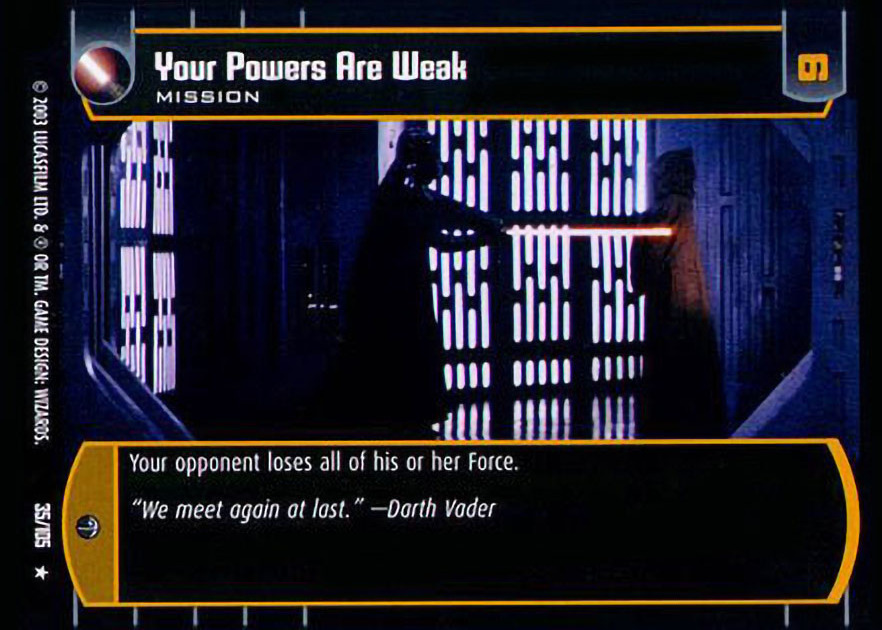 Your Powers Are Weak
MISSION
6
Your opponent loses all of his or her Force.
“We meet again at last.” —Darth Vader
© 2003 LUCASFILM LTD. & ® OR TM. GAME DESIGN: WIZARDS.
35/105 ★